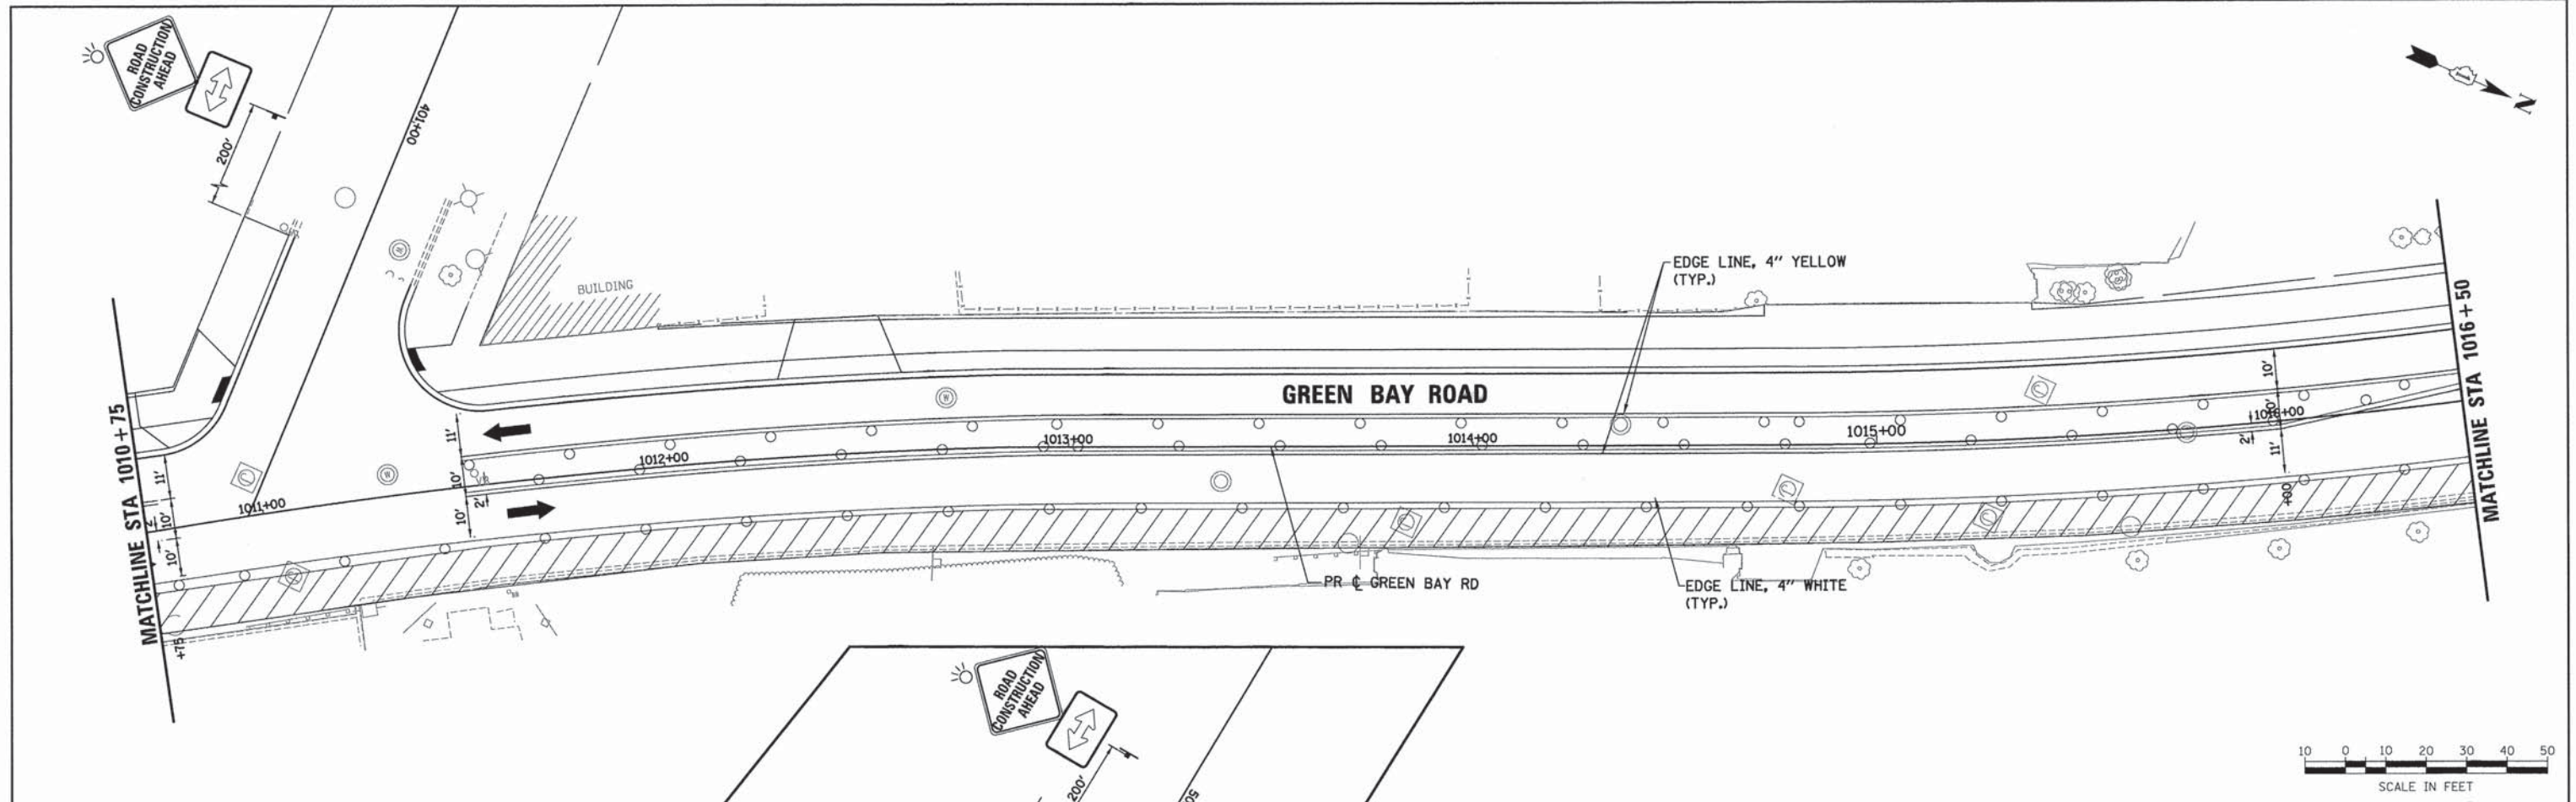 ROAD
CONSTRUCTION
AHEAD
200'
401+00
N
BUILDING
EDGE LINE, 4" YELLOW
(TYP.)
GREEN BAY ROAD
MATCHLINE STA 1010+75
MATCHLINE STA 1016+50
11'
10'
2'
10'
1011+00
1012+00
1013+00
1014+00
1015+00
1016+00
11'
10'
10'
2'
10'
10'
2'
11'
+00
+75
W
W
PR ℄ GREEN BAY RD
EDGE LINE, 4" WHITE
(TYP.)
ROAD
CONSTRUCTION
AHEAD
200'
10 0 10 20 30 40 50
SCALE IN FEET